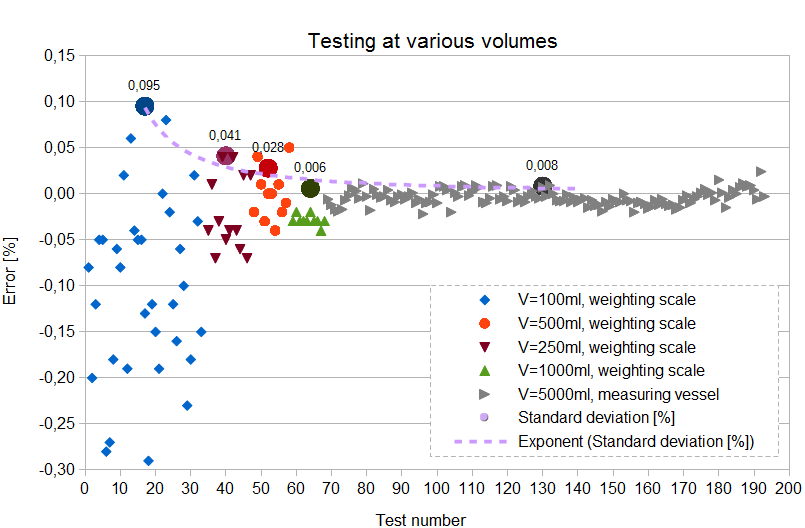 Testing at various volumes
0,15
0,10
0,05
0,00
-0,05
-0,10
-0,15
-0,20
-0,25
-0,30
Error [%]
0,095
0,041
0,028
0,006
0,008
V=100ml, weighting scale
V=500ml, weighting scale
V=250ml, weighting scale
V=1000ml, weighting scale
V=5000ml, measuring vessel
Standard deviation [%]
Exponent (Standard deviation [%])
0 10 20 30 40 50 60 70 80 90 100 110 120 130 140 150 160 170 180 190 200
Test number